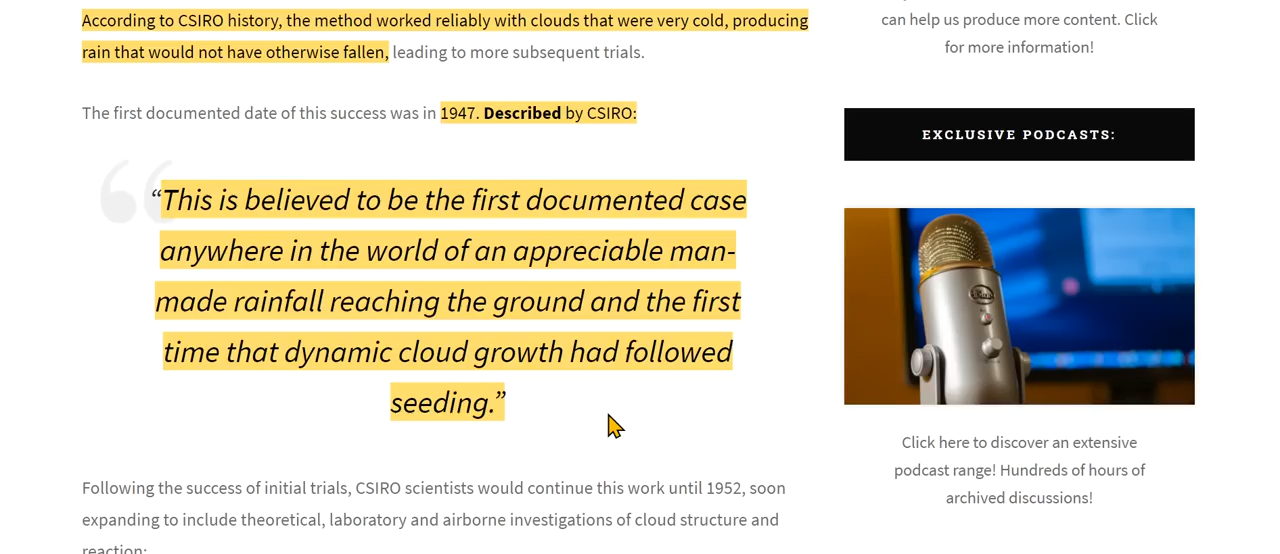 According to CSIRO history, the method worked reliably with clouds that were very cold, producing
rain that would not have otherwise fallen, leading to more subsequent trials.
The first documented date of this success was in 1947. Described by CSIRO:
“This is believed to be the first documented case
anywhere in the world of an appreciable man-
made rainfall reaching the ground and the first
time that dynamic cloud growth had followed
seeding.”
Following the success of initial trials, CSIRO scientists would continue this work until 1952, soon
expanding to include theoretical, laboratory and airborne investigations of cloud structure and
reaction:
can help us produce more content. Click
for more information!
EXCLUSIVE PODCASTS:
Click here to discover an extensive
podcast range! Hundreds of hours of
archived discussions!